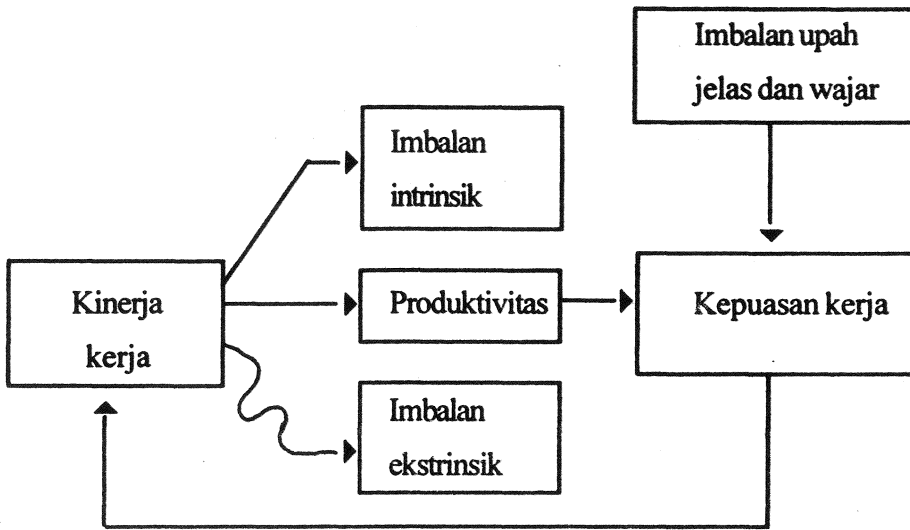 Imbalan upah
jelas dan wajar
Imbalan
intrinsik
Kinerja
kerja
Produktivitas
Kepuasan kerja
Imbalan
ekstrinsik